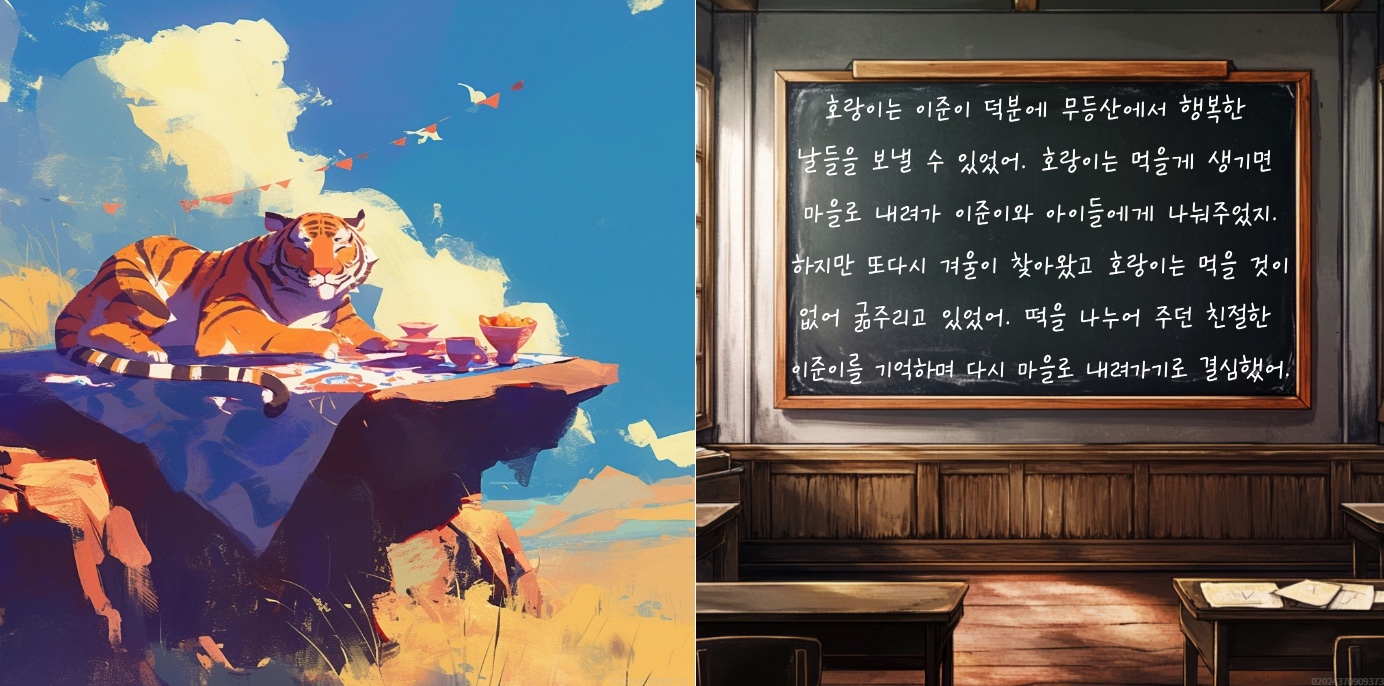 호랑이는 이준이 덕분에 무등산에서 행복한
날들을 보낼 수 있었어. 호랑이는 먹을게 생기면
마을로 내려가 이준이와 아이들에게 나눠주었지.
하지만 또다시 겨울이 찾아왔고 호랑이는 먹을 것이
없어 굶주리고 있었어. 떡을 나누어 주던 친절한
이준이를 기억하며 다시 마을로 내려가기로 결심했어.
02024370909373